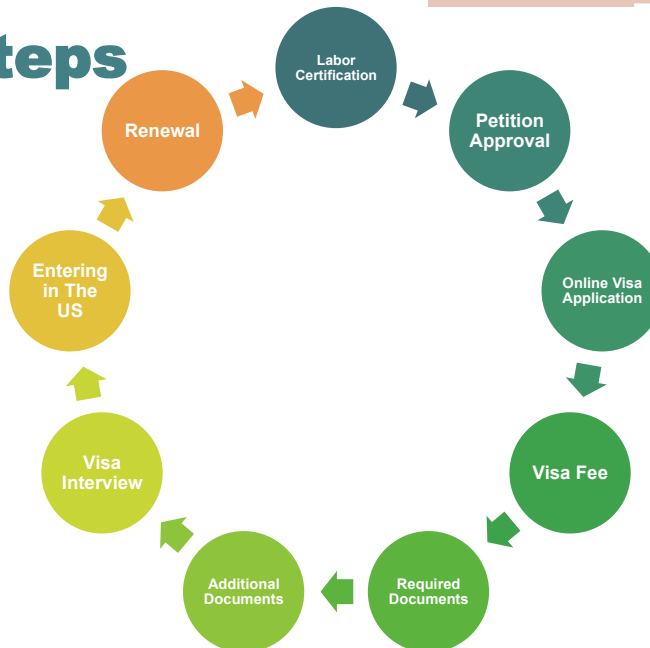 teps
Labor
Certification
Petition
Approval
Online Visa
Application
Visa Fee
Required
Documents
Additional
Documents
Visa
Interview
Entering
in The
US
Renewal